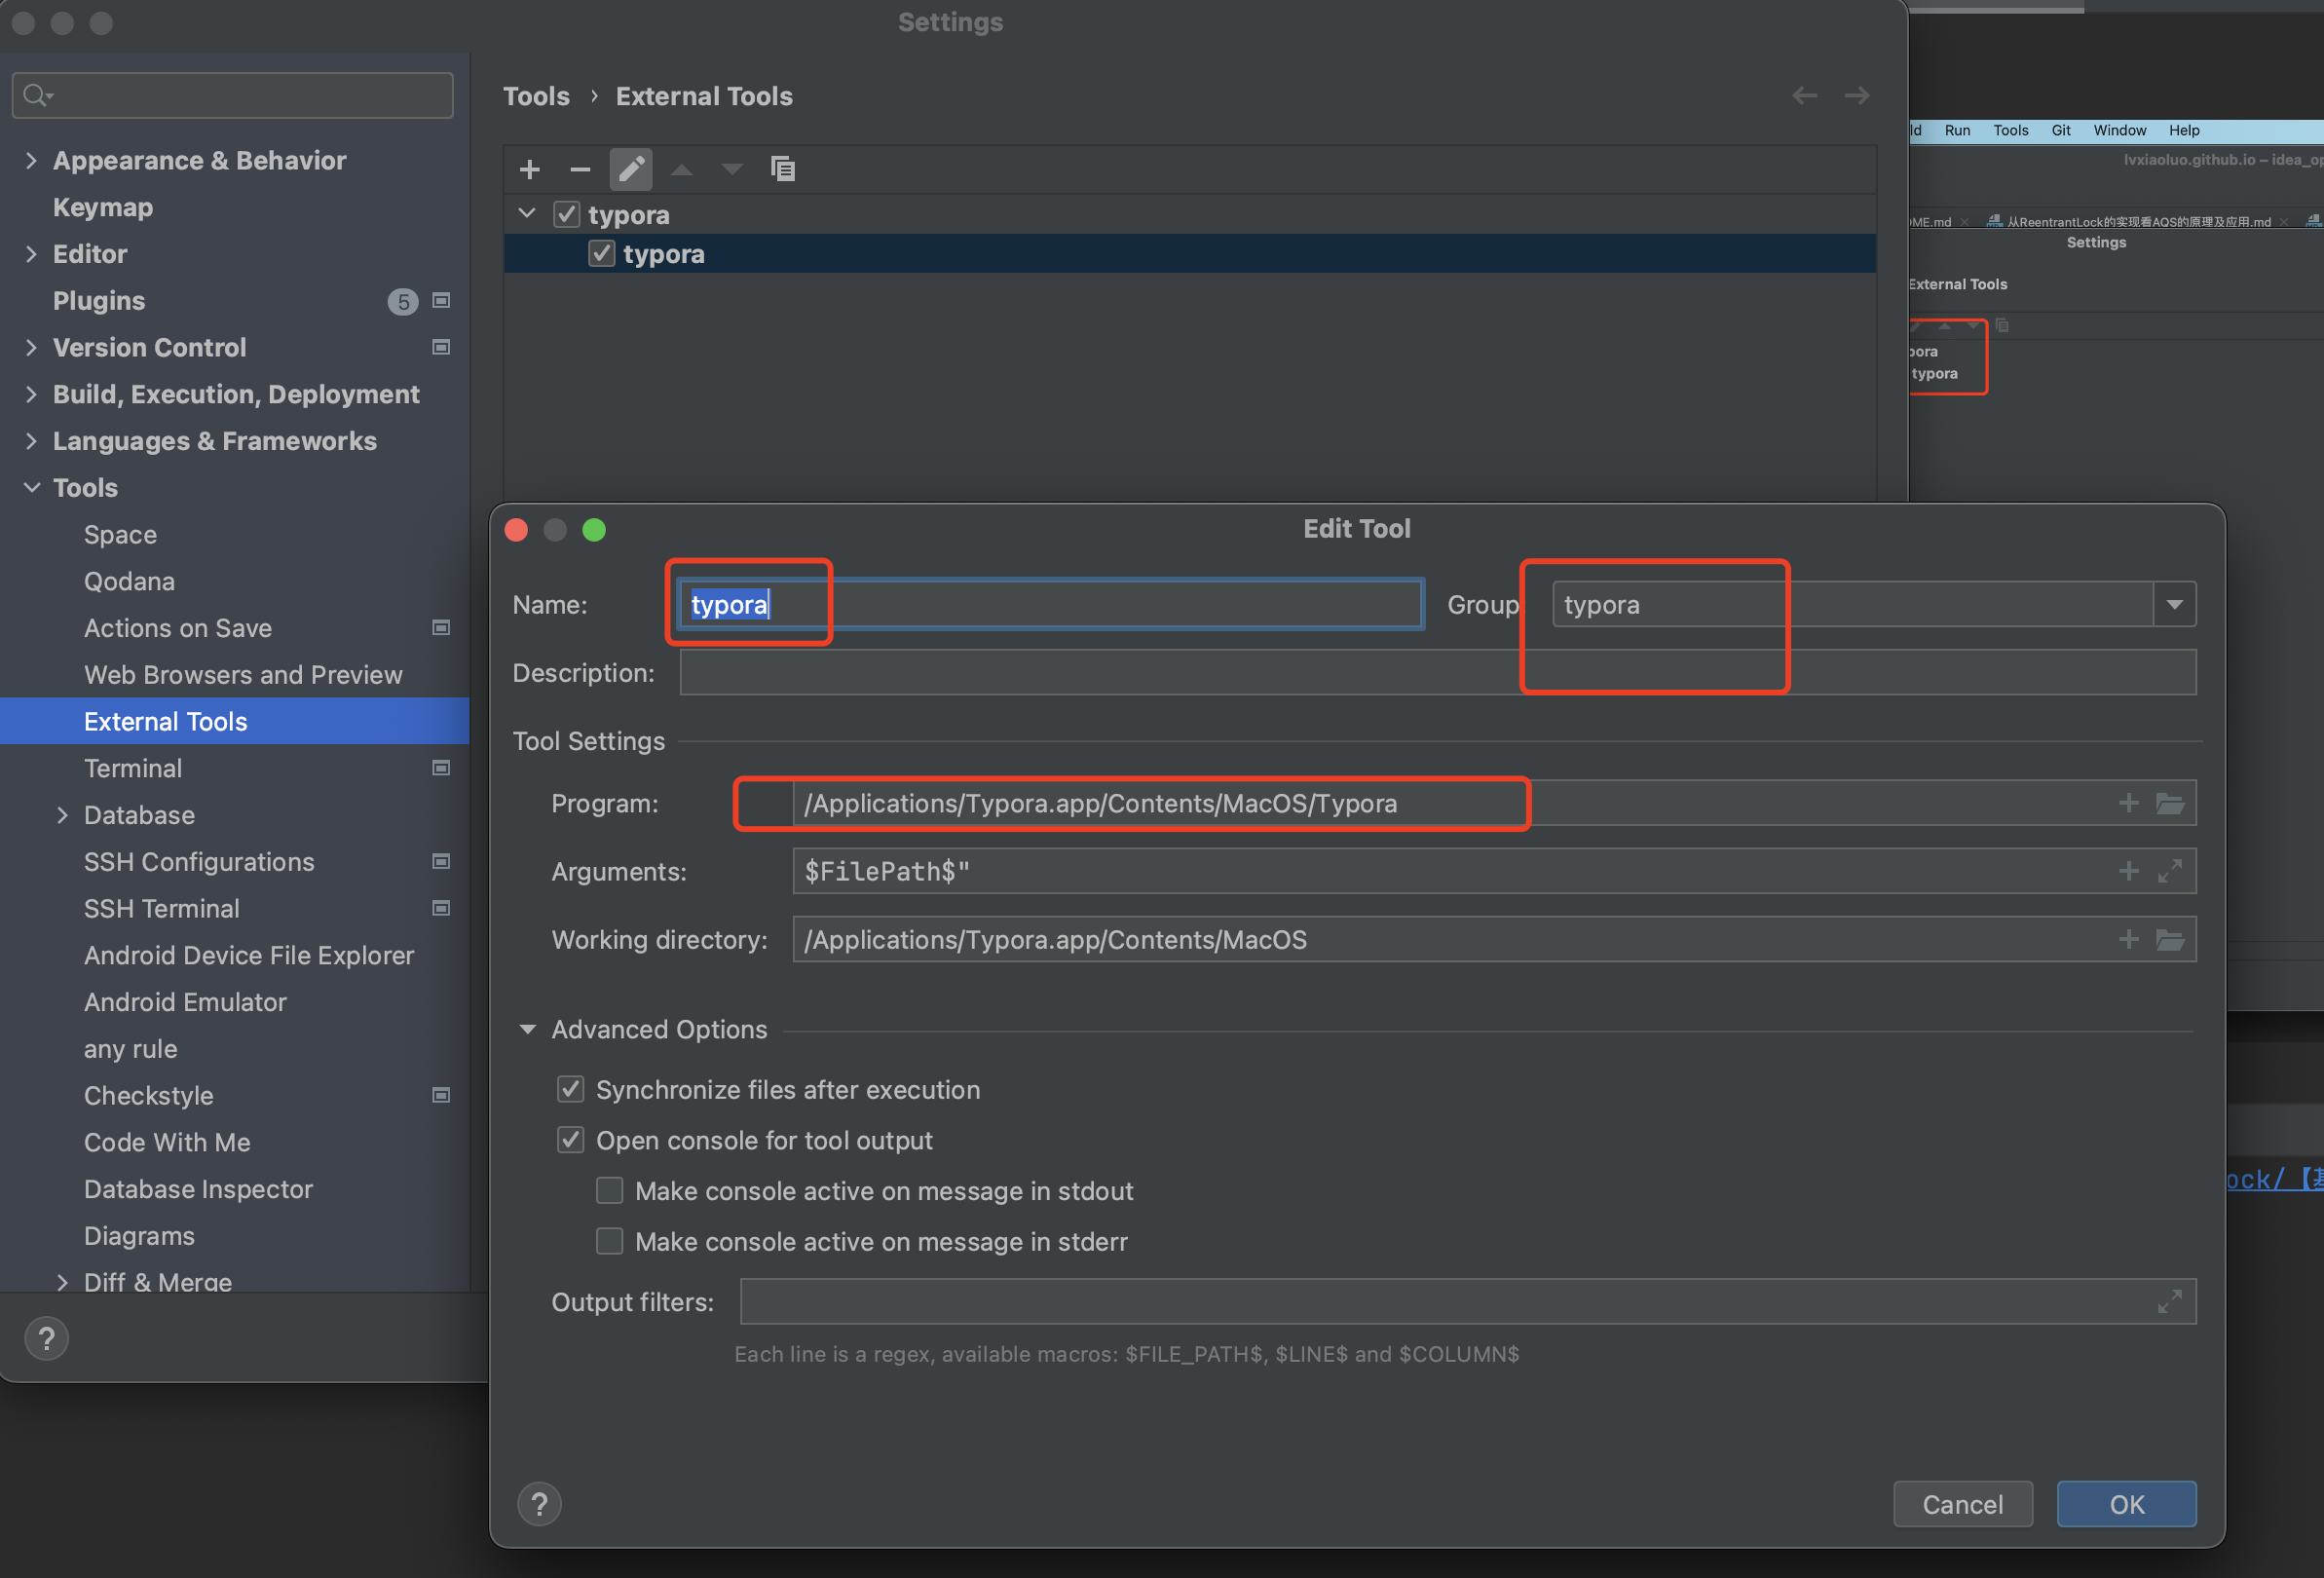 Settings
Tools › External Tools
Appearance & Behavior
Keymap
Editor
Plugins 5
Version Control
Build, Execution, Deployment
Languages & Frameworks
Tools
Space
Qodana
Actions on Save
Web Browsers and Preview
External Tools
Terminal
Database
SSH Configurations
SSH Terminal
Android Device File Explorer
Android Emulator
any rule
Checkstyle
Code With Me
Database Inspector
Diagrams
Diff & Merge
?
typora
typora
ld Run Tools Git Window Help
lvxiaoluo.github.io – idea_op
OME.md 从ReentrantLock的实现看AQS的原理及应用.md
Settings
External Tools
pora
typora
Edit Tool
Name: typora Group typora
Description:
Tool Settings
Program: /Applications/Typora.app/Contents/MacOS/Typora
Arguments: $FilePath$"
Working directory: /Applications/Typora.app/Contents/MacOS
Advanced Options
Synchronize files after execution
Open console for tool output
Make console active on message in stdout
Make console active on message in stderr
Output filters:
Each line is a regex, available macros: $FILE_PATH$, $LINE$ and $COLUMN$
? Cancel OK
ock/【